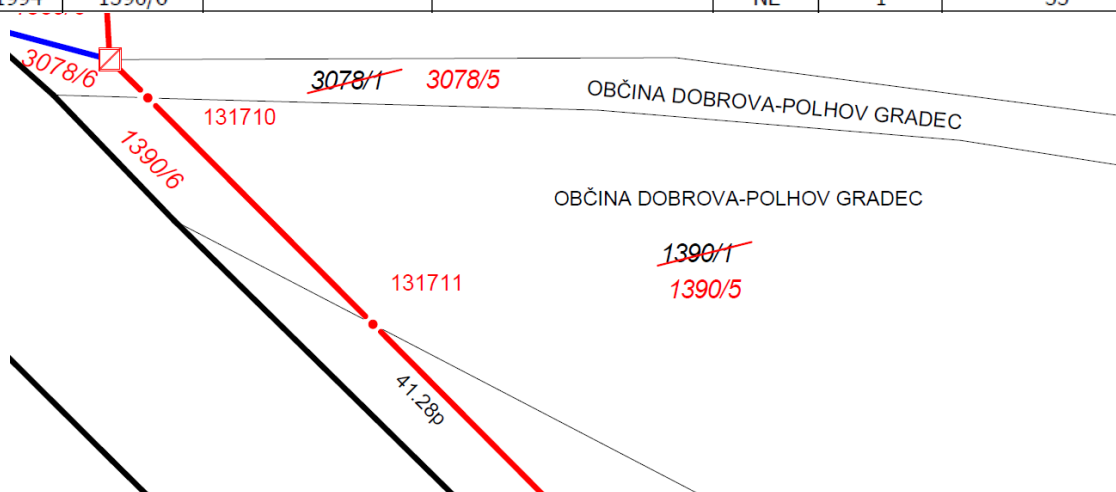 NE 1
3078/6
3078/1 3078/5
OBČINA DOBROVA-POLHOV GRADEC
131710
1390/6
OBČINA DOBROVA-POLHOV GRADEC
1390/1
1390/5
131711
41.28p